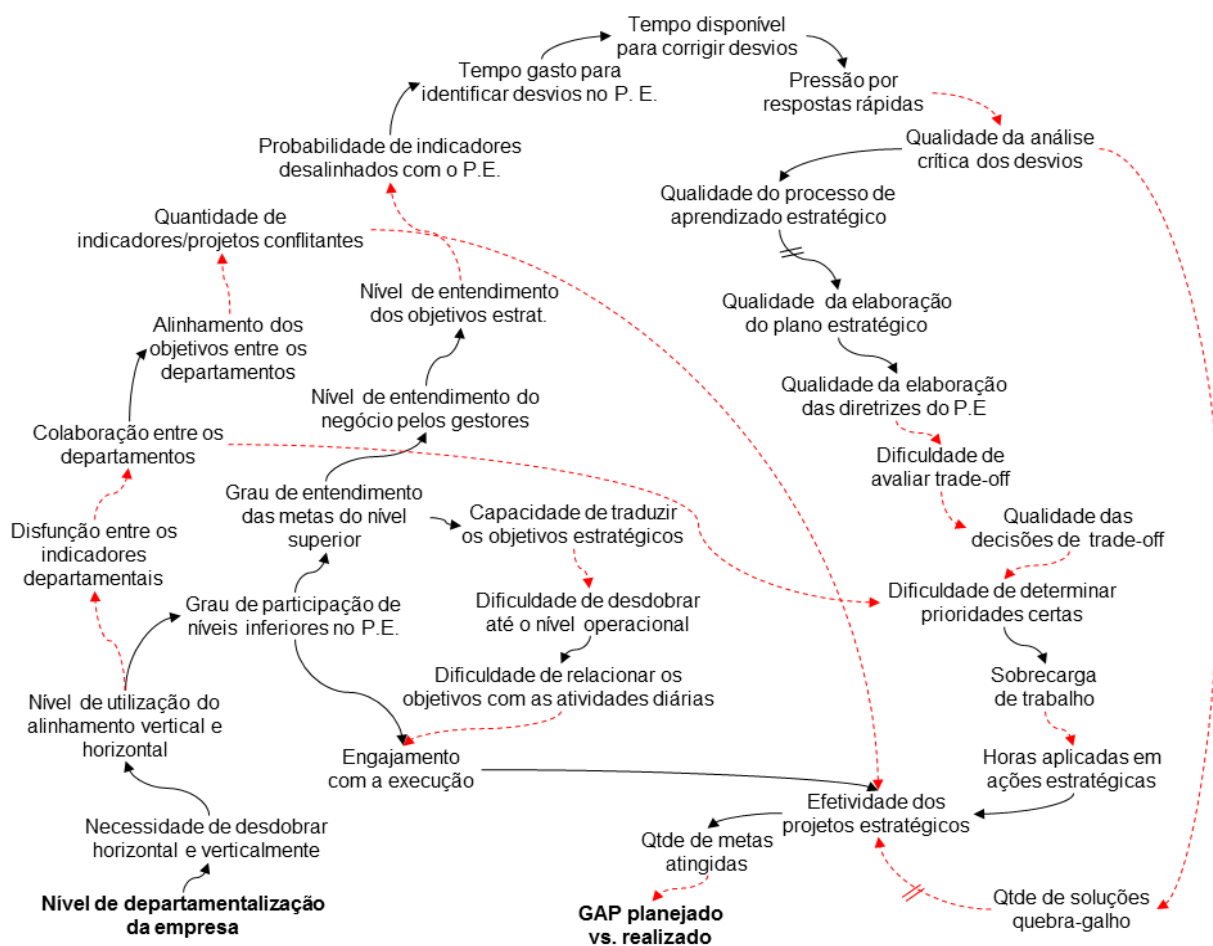 Tempo disponível
para corrigir desvios
Tempo gasto para
identificar desvios no P. E.
Pressão por
respostas rápidas
Probabilidade de indicadores
desalinhados com o P.E.
Qualidade da análise
crítica dos desvios
Qualidade do processo de
aprendizado estratégico
Quantidade de
indicadores/projetos conflitantes
Nível de entendimento
dos objetivos estrat.
Qualidade da elaboração
do plano estratégico
Alinhamento dos
objetivos entre os
departamentos
Qualidade da elaboração
das diretrizes do P.E
Nível de entendimento do
negócio pelos gestores
Colaboração entre os
departamentos
Dificuldade de
avaliar trade-off
Grau de entendimento
das metas do nível
superior
Capacidade de traduzir
os objetivos estratégicos
Qualidade das
decisões de trade-off
Disfunção entre os
indicadores
departamentais
Dificuldade de determinar
prioridades certas
Grau de participação de
níveis inferiores no P.E.
Dificuldade de desdobrar
até o nível operacional
Dificuldade de relacionar os
objetivos com as atividades diárias
Sobrecarga
de trabalho
Nível de utilização do
alinhamento vertical e
horizontal
Engajamento
com a execução
Horas aplicadas em
ações estratégicas
Efetividade dos
projetos estratégicos
Necessidade de desdobrar
horizontal e verticalmente
Qtde de metas
atingidas
Nível de departamentalização
da empresa
GAP planejado
vs. realizado
Qtde de soluções
quebra-galho